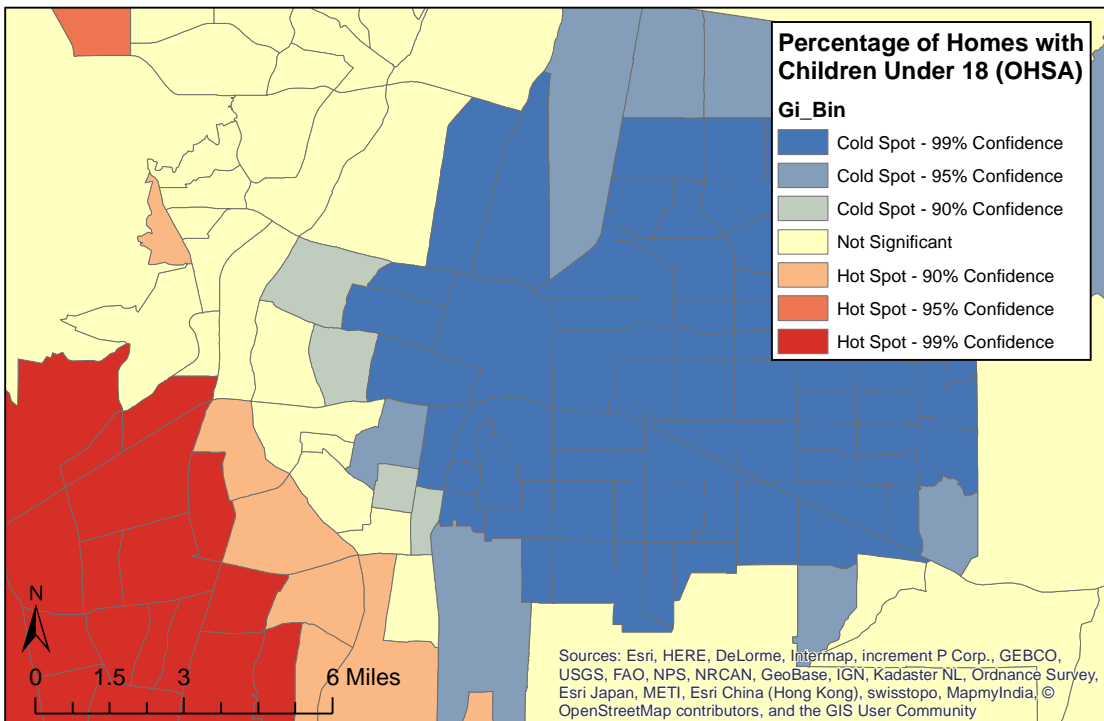 Percentage of Homes with
Children Under 18 (OHSA)
Gi_Bin
Cold Spot - 99% Confidence
Cold Spot - 95% Confidence
Cold Spot - 90% Confidence
Not Significant
Hot Spot - 90% Confidence
Hot Spot - 95% Confidence
Hot Spot - 99% Confidence
N
0 1.5 3 6 Miles
Sources: Esri, HERE, DeLorme, Intermap, increment P Corp., GEBCO,
USGS, FAO, NPS, NRCAN, GeoBase, IGN, Kadaster NL, Ordnance Survey,
Esri Japan, METI, Esri China (Hong Kong), swisstopo, MapmyIndia, ©
OpenStreetMap contributors, and the GIS User Community